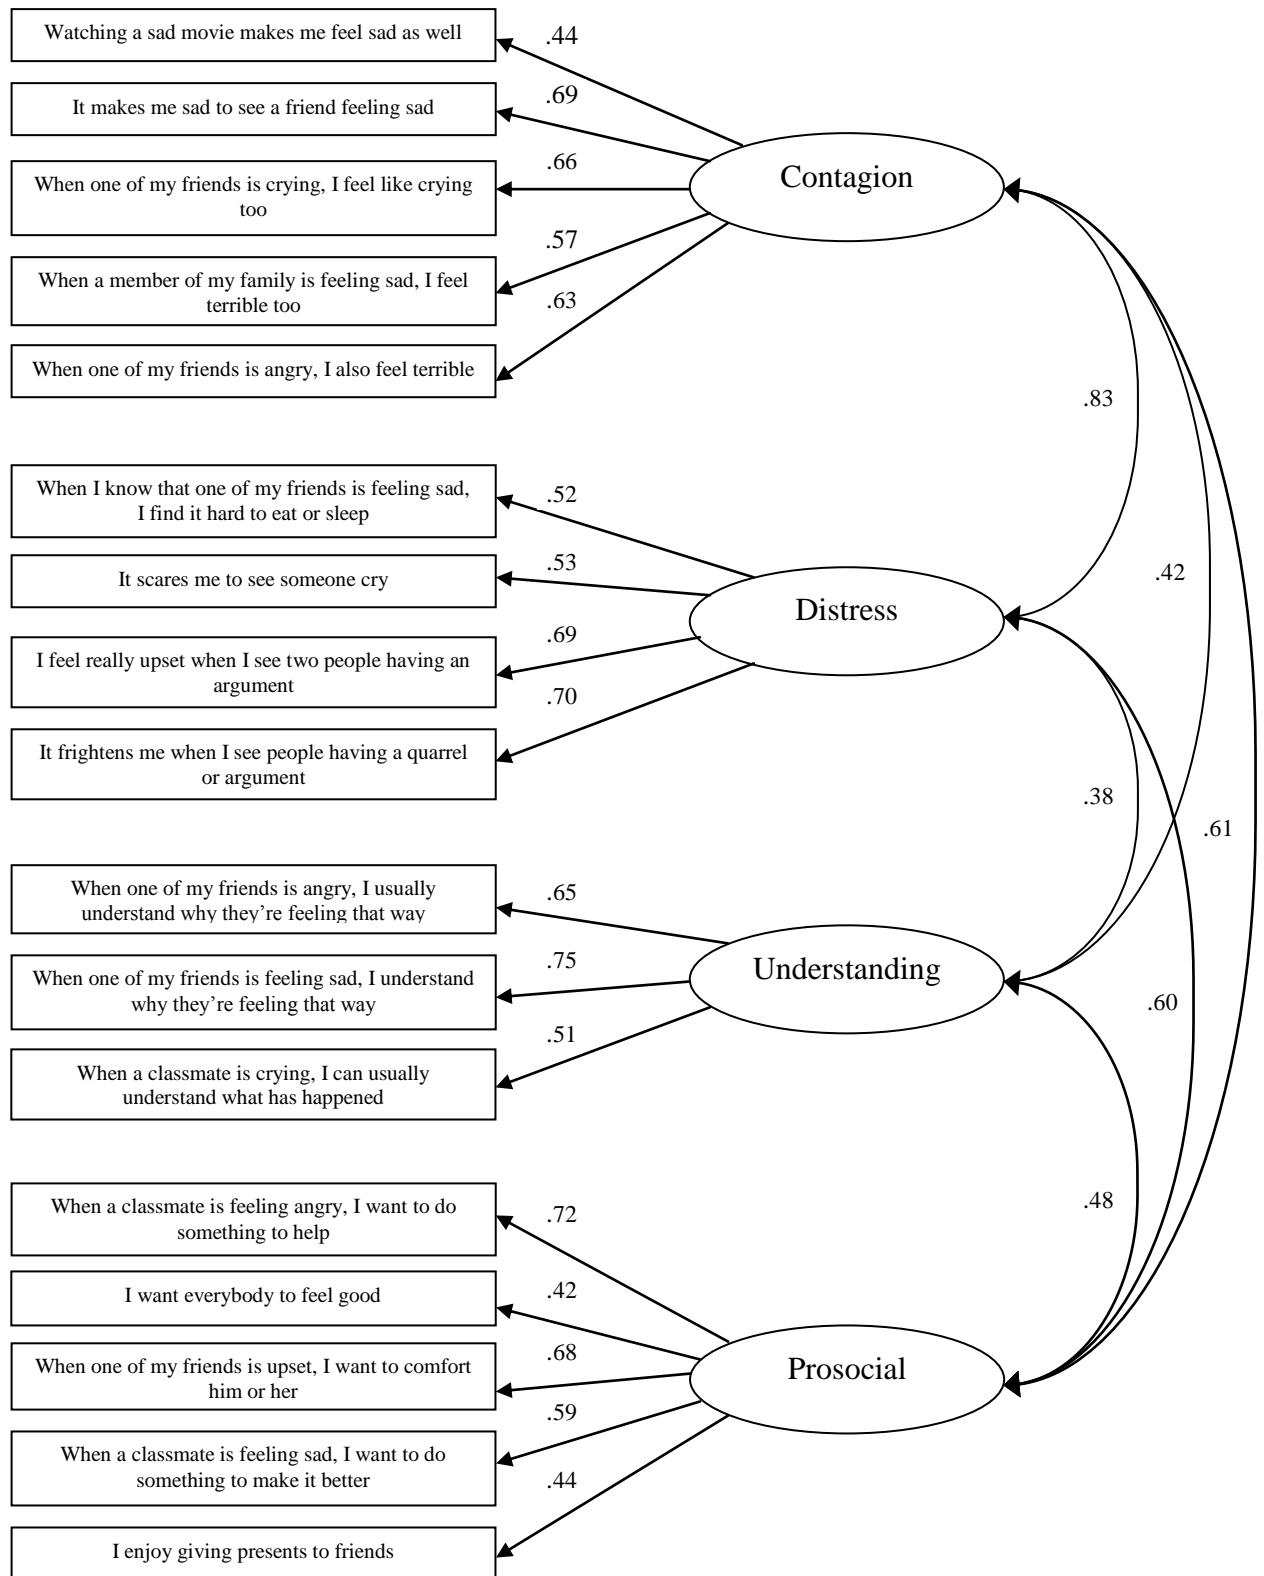 Watching a sad movie makes me feel sad as well
.44
It makes me sad to see a friend feeling sad
.69
When one of my friends is crying, I feel like crying
too
.66
When a member of my family is feeling sad, I feel
terrible too
.57
When one of my friends is angry, I also feel terrible
.63
Contagion
.83
When I know that one of my friends is feeling sad,
I find it hard to eat or sleep
.52
It scares me to see someone cry
.53
I feel really upset when I see two people having an
argument
.69
It frightens me when I see people having a quarrel
or argument
.70
Distress
.42
.38
.61
When one of my friends is angry, I usually
understand why they’re feeling that way
.65
When one of my friends is feeling sad, I understand
why they’re feeling that way
.75
When a classmate is crying, I can usually
understand what has happened
.51
Understanding
.60
.48
When a classmate is feeling angry, I want to do
something to help
.72
I want everybody to feel good
.42
When one of my friends is upset, I want to comfort
him or her
.68
When a classmate is feeling sad, I want to do
something to make it better
.59
I enjoy giving presents to friends
.44
Prosocial